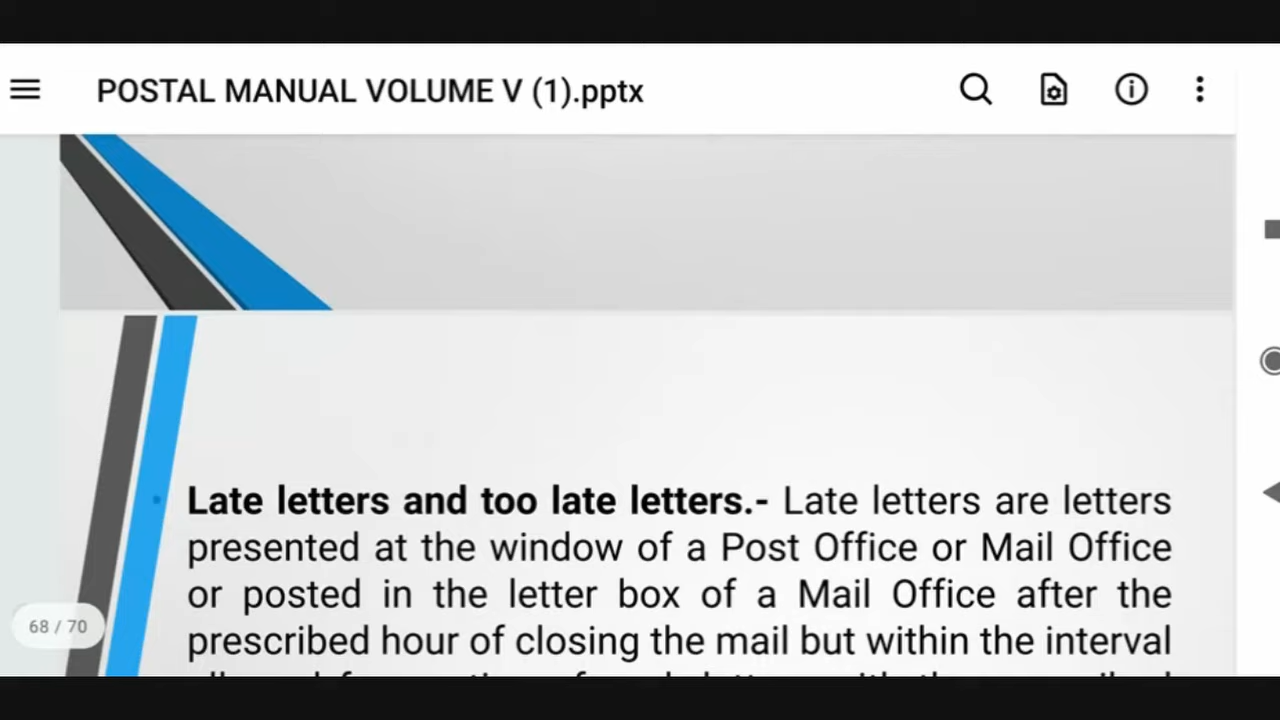 POSTAL MANUAL VOLUME V (1).pptx
Late letters and too late letters.- Late letters are letters
presented at the window of a Post Office or Mail Office
or posted in the letter box of a Mail Office after the
prescribed hour of closing the mail but within the interval
68 / 70